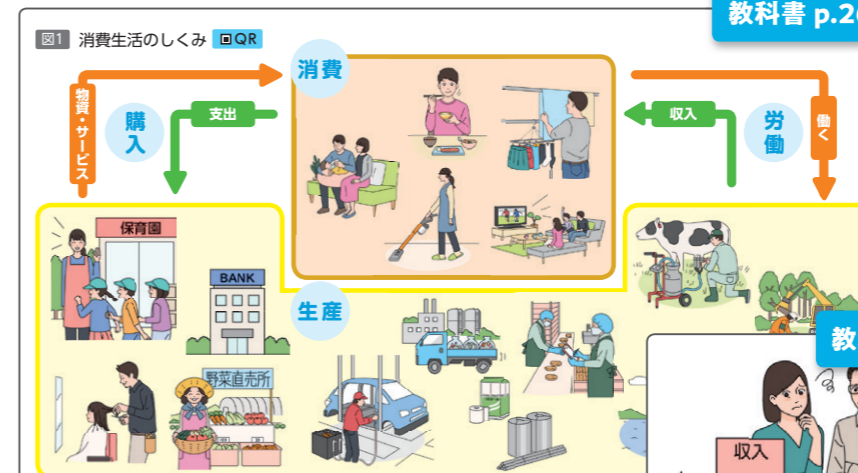 教科書 p.2
図1 消費生活のしくみ QR
消費
物資・サービス
購入
支出
収入
労働
働く
保育園
BANK
生産
野菜直売所
教
収入